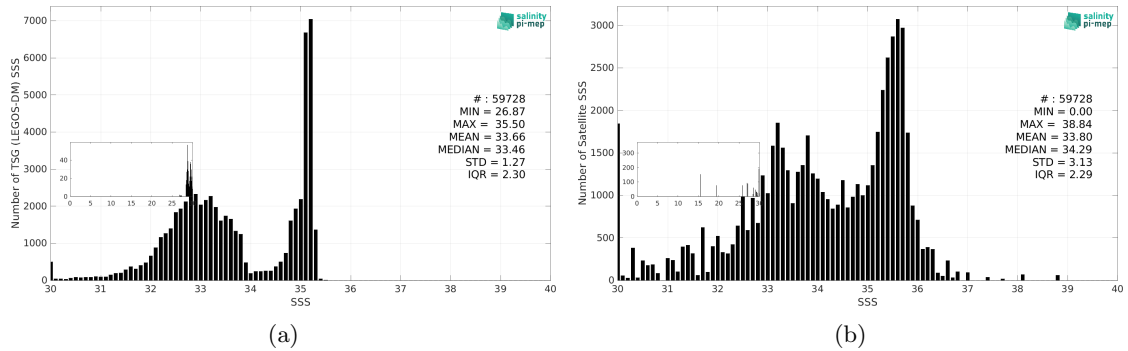 salinity
pi-mep
Number of TSG (LEGOS-DM) SSS
7000
6000
5000
4000
3000
2000
1000
0
# : 59728
MIN = 26.87
MAX = 35.50
MEAN = 33.66
MEDIAN = 33.46
STD = 1.27
IQR = 2.30
40
20
0
0 5 10 15 20 25
30 31 32 33 34 35 36 37 38 39 40
SSS
(a)
salinity
pi-mep
Number of Satellite SSS
3000
2500
2000
1500
1000
500
0
# : 59728
MIN = 0.00
MAX = 38.84
MEAN = 33.80
MEDIAN = 34.29
STD = 3.13
IQR = 2.29
300
200
100
0
0 5 10 15 20 25 30
30 31 32 33 34 35 36 37 38 39 40
SSS
(b)